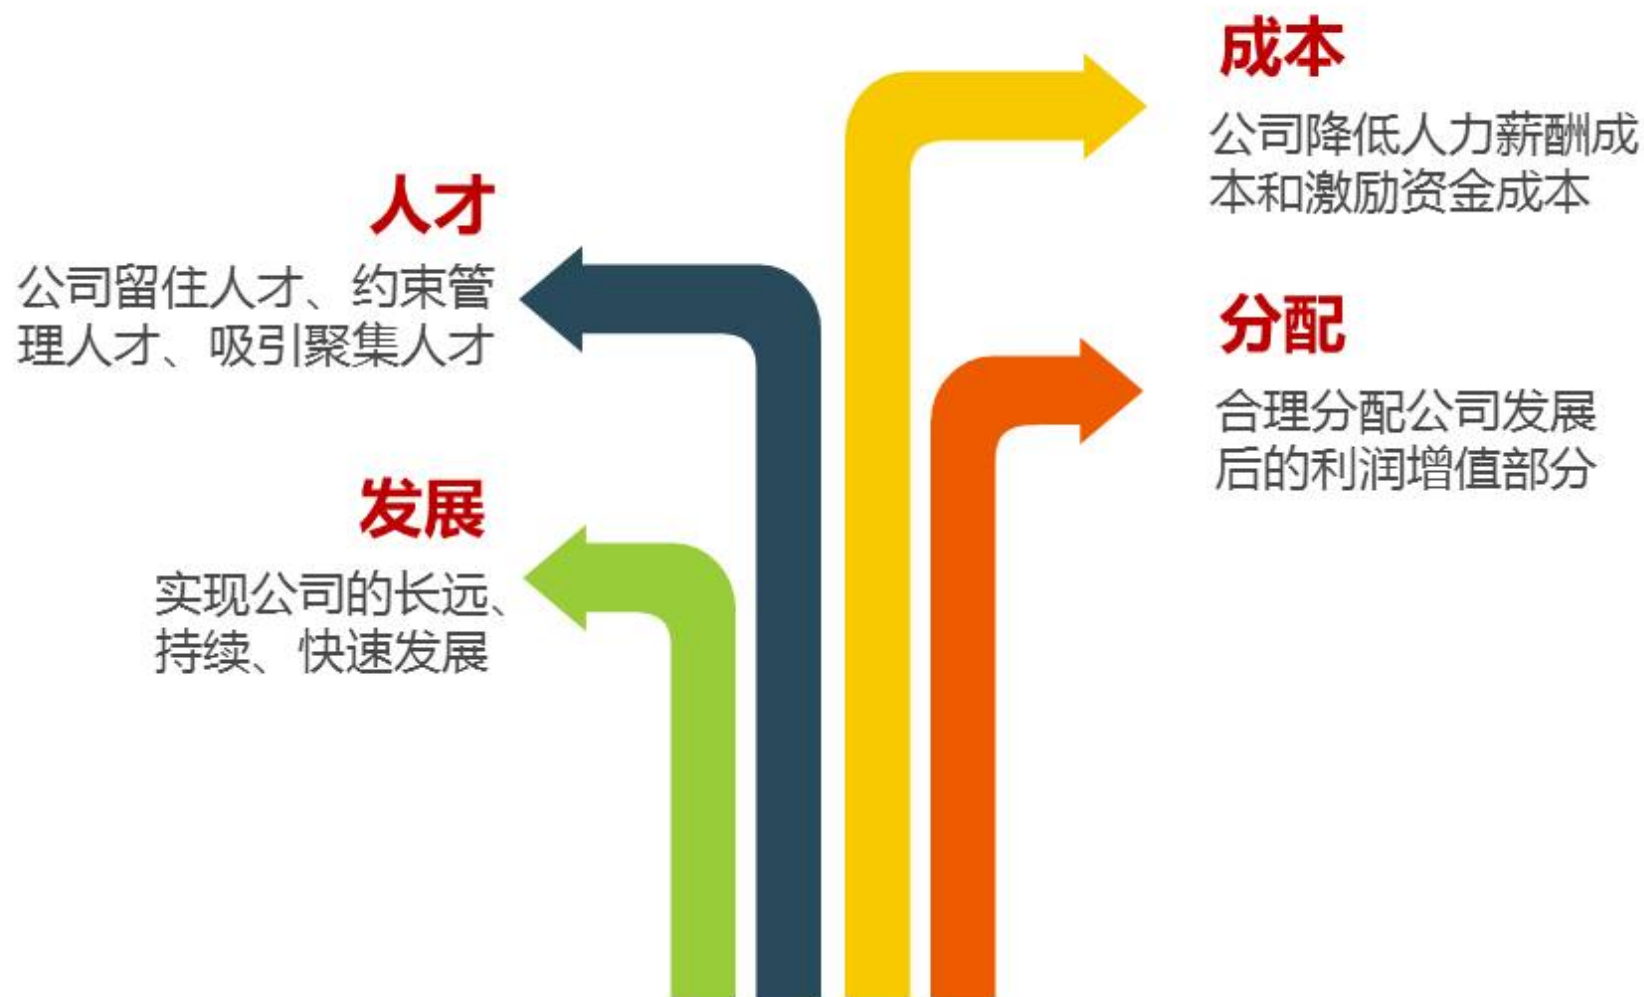 成本
公司降低人力薪酬成
本和激励资金成本
人才
公司留住人才、约束管
理人才、吸引聚集人才
分配
合理分配公司发展
后的利润增值部分
发展
实现公司的长远、
持续、快速发展